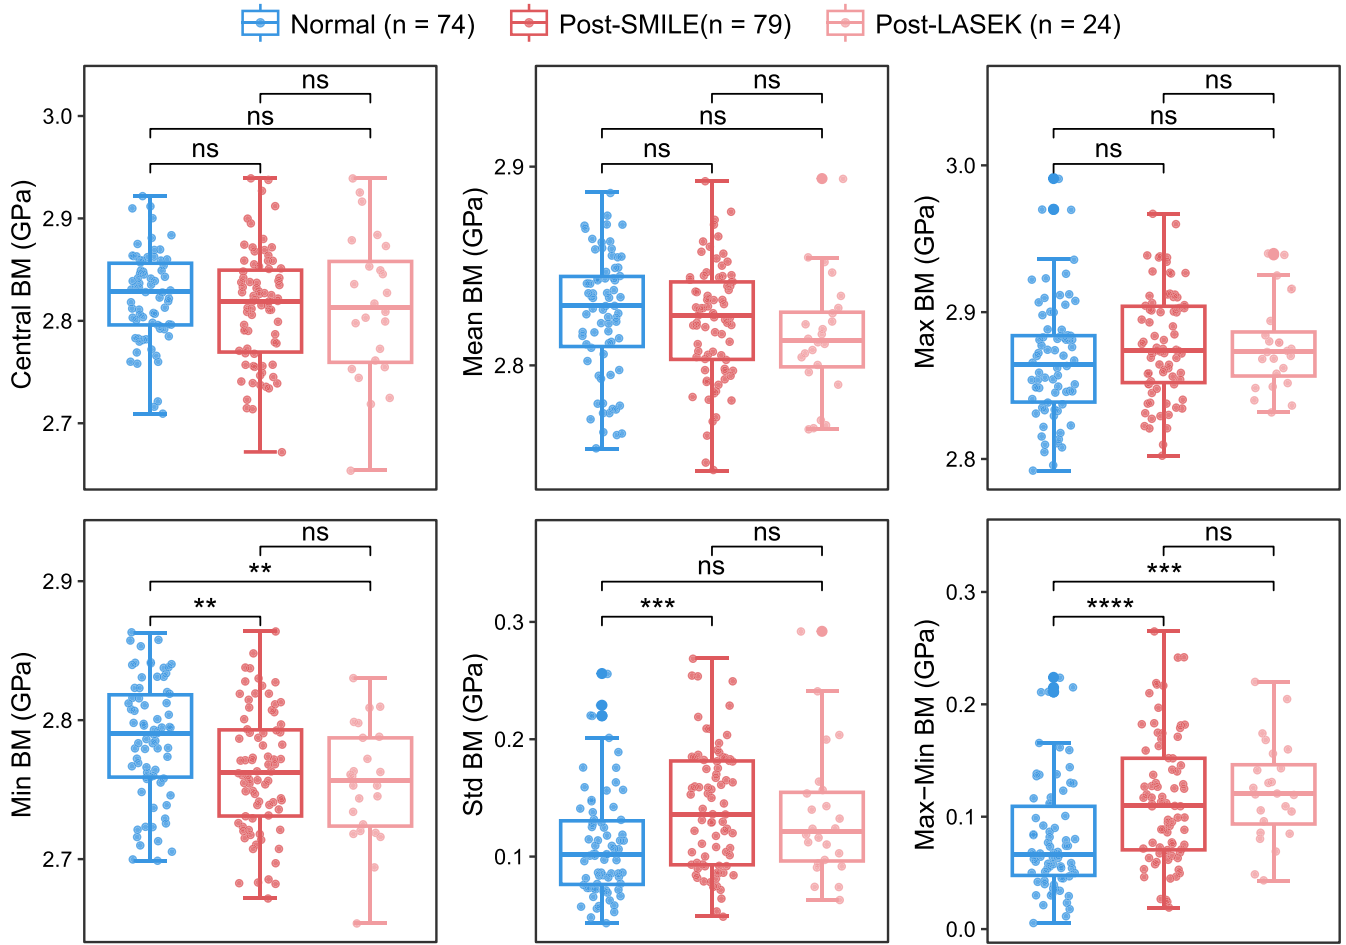 Normal (n = 74) Post-SMILE(n = 79) Post-LASEK (n = 24)
Central BM (GPa)
3.0
2.9
2.8
2.7
ns
ns
ns
Mean BM (GPa)
2.9
2.8
ns
ns
ns
Max BM (GPa)
3.0
2.9
2.8
ns
ns
ns
Min BM (GPa)
2.9
2.8
2.7
ns
**
**
Std BM (GPa)
0.3
0.2
0.1
ns
ns
***
Max−Min BM (GPa)
0.3
0.2
0.1
0.0
ns
***
****